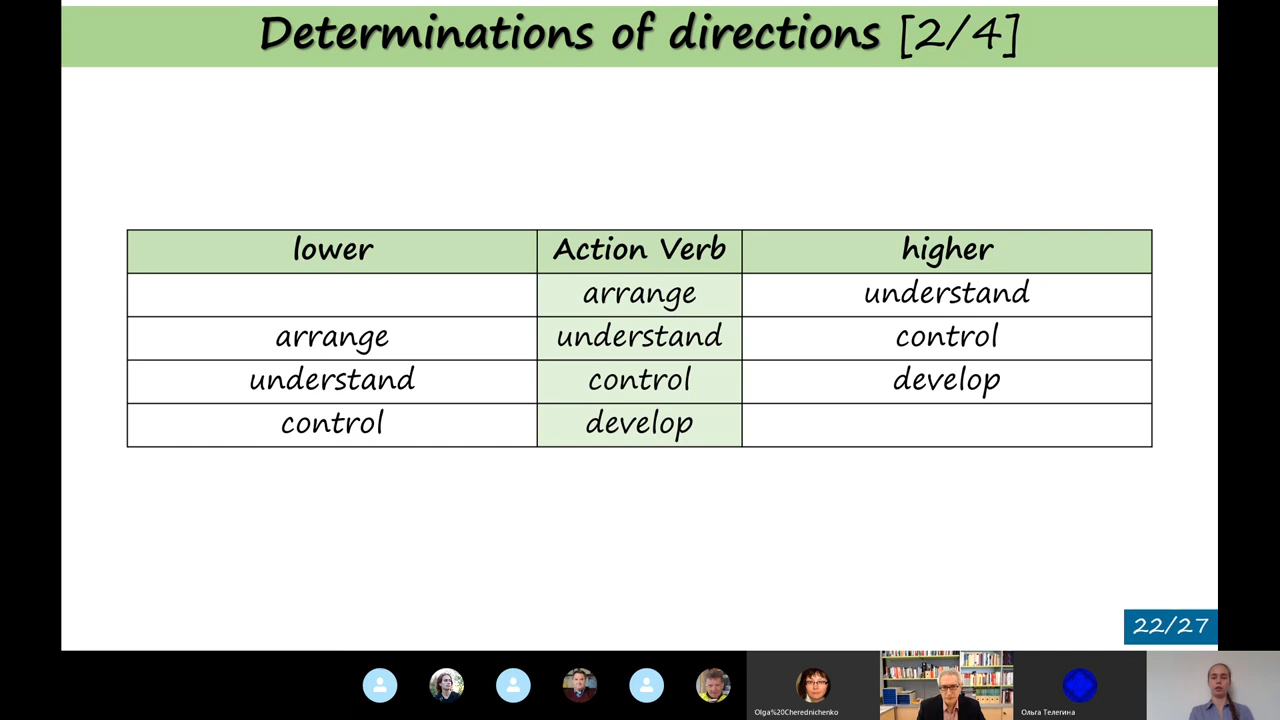 Determinations of directions [2/4]
lower Action Verb higher
arrange understand
arrange understand control
understand control develop
control develop
22/27
Olga%20Cherednichenko
Ольга Телегина